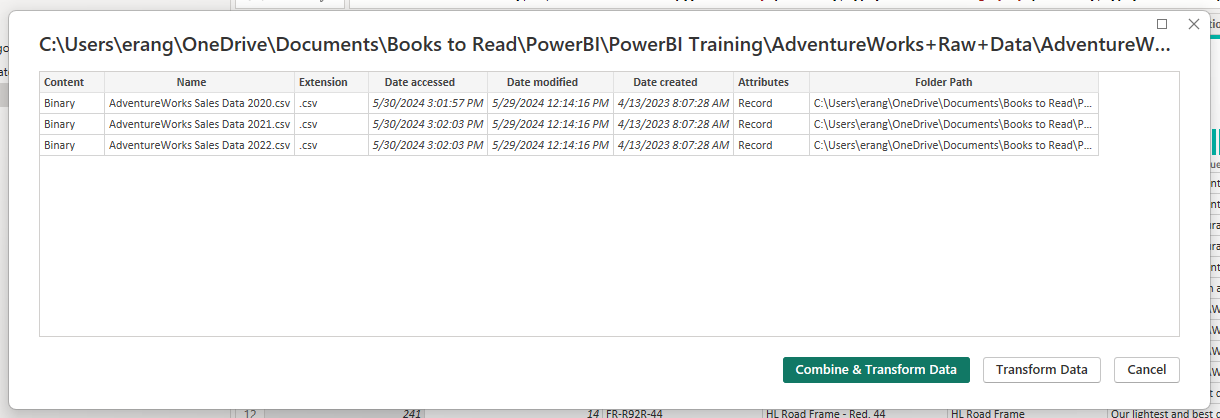 C:\Users\erang\OneDrive\Documents\Books to Read\PowerBI\PowerBI Training\AdventureWorks+Raw+Data\AdventureW...
Content Name Extension Date accessed Date modified Date created Attributes Folder Path
Binary AdventureWorks Sales Data 2020.csv .csv 5/30/2024 3:01:57 PM 5/29/2024 12:14:16 PM 4/13/2023 8:07:28 AM Record C:\Users\erang\OneDrive\Documents\Books to Read\P...
Binary AdventureWorks Sales Data 2021.csv .csv 5/30/2024 3:02:03 PM 5/29/2024 12:14:16 PM 4/13/2023 8:07:28 AM Record C:\Users\erang\OneDrive\Documents\Books to Read\P...
Binary AdventureWorks Sales Data 2022.csv .csv 5/30/2024 3:02:03 PM 5/29/2024 12:14:16 PM 4/13/2023 8:07:28 AM Record C:\Users\erang\OneDrive\Documents\Books to Read\P...
Combine & Transform Data Transform Data Cancel
12 241 14 FR-R92R-44 HL Road Frame - Red, 44 HL Road Frame Our lightest and best